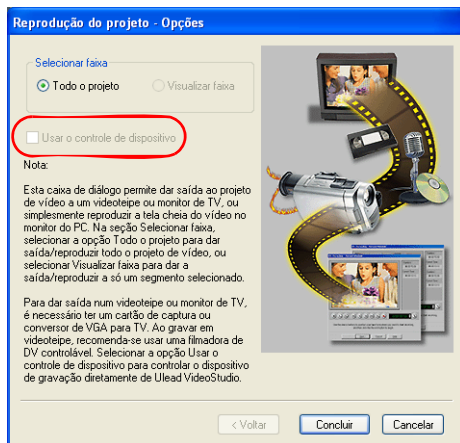 Reprodução do projeto - Opções
Selecionar faixa
Todo o projeto
Visualizar faixa
Usar o controle de dispositivo
Nota:
Esta caixa de diálogo permite dar saída ao projeto
de vídeo a um videoteipe ou monitor de TV, ou
simplesmente reproduzir a tela cheia do vídeo no
monitor do PC. Na seção Selecionar faixa,
selecionar a opção Todo o projeto para dar
saída/reproduzir todo o projeto de vídeo, ou
selecionar Visualizar faixa para dar a
saída/reproduzir a só um segmento selecionado.
Para dar saída num videoteipe ou monitor de TV,
é necessário ter um cartão de captura ou
conversor de VGA para TV. Ao gravar em
videoteipe, recomenda-se usar uma filmadora de
DV controlável. Selecionar a opção Usar o
controle de dispositivo para controlar o dispositivo
de gravação diretamente de Ulead VideoStudio.
< Voltar
Concluir
Cancelar